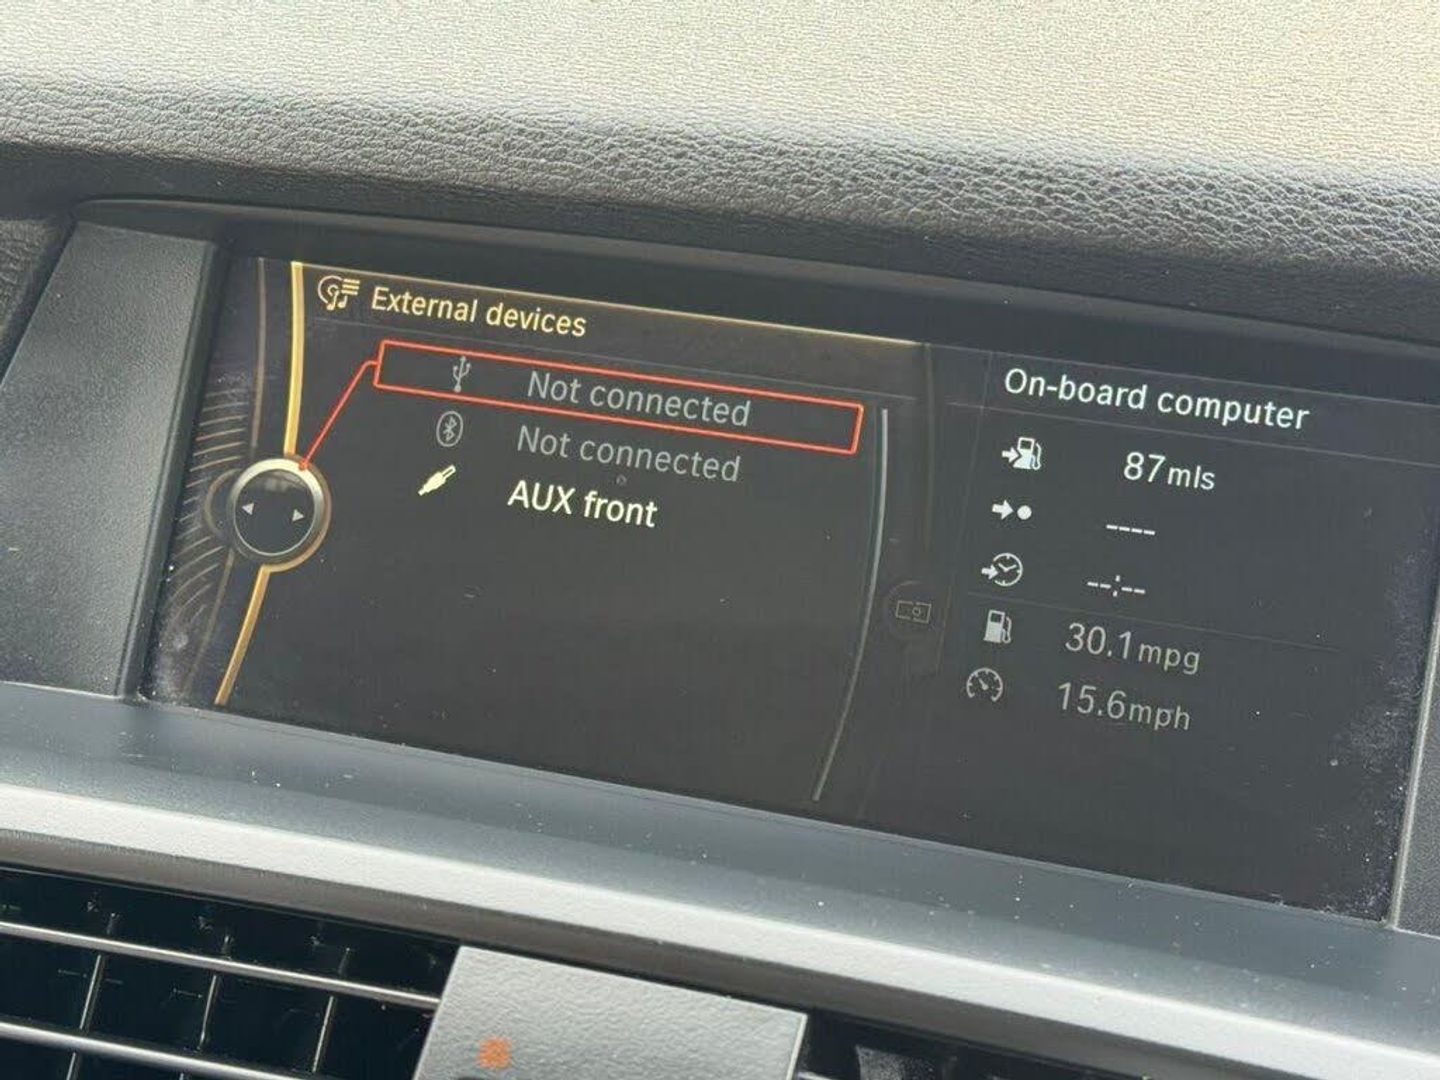 External devices
Not connected
Not connected
AUX front
On-board computer
87mls
----
--:--
30.1mpg
15.6mph